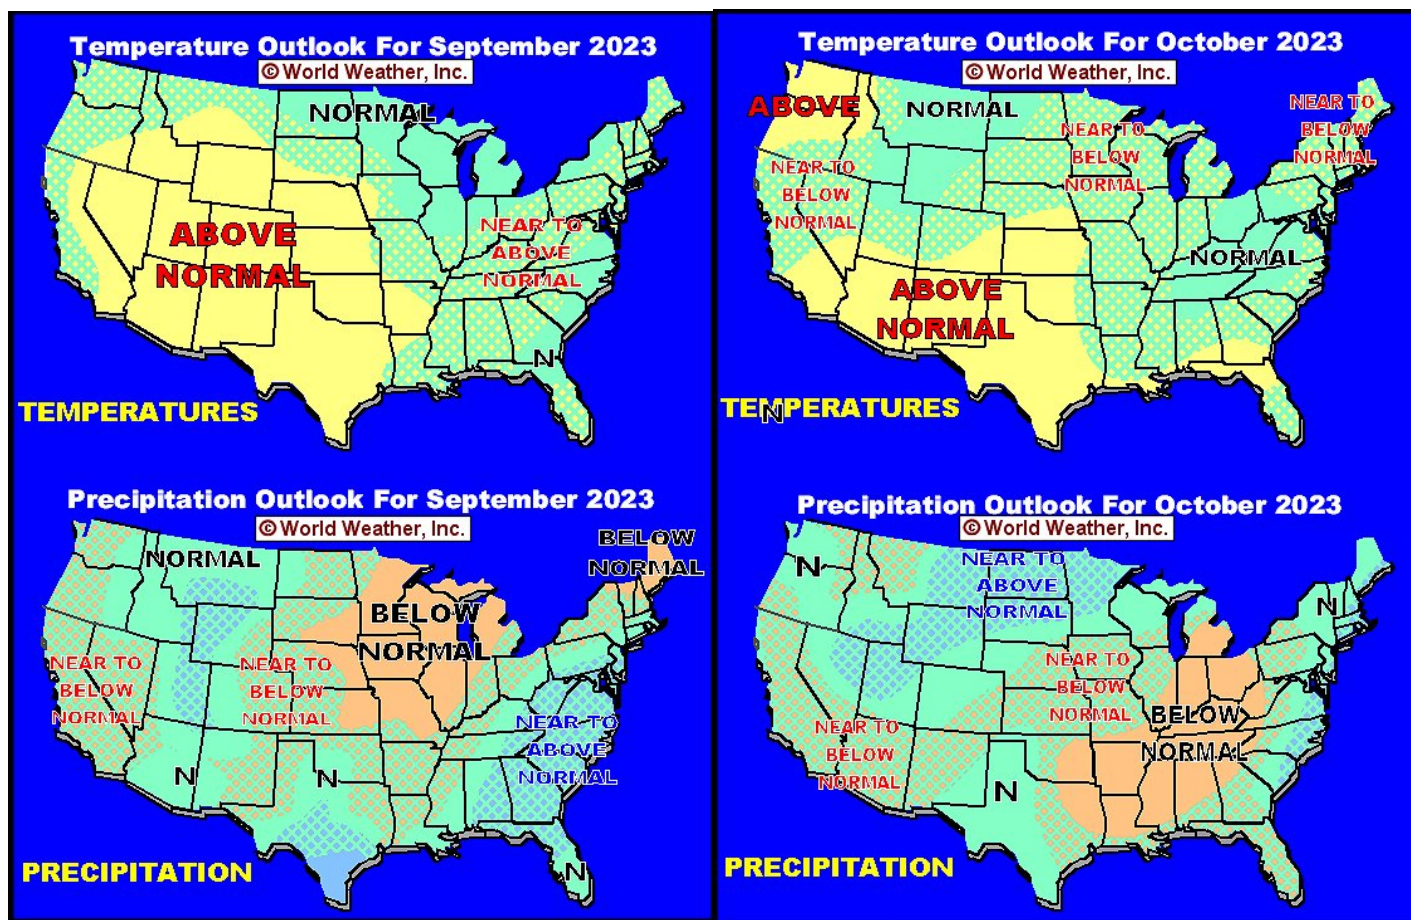 Temperature Outlook For September 2023
© World Weather, Inc.
NORMAL
NEAR TO
ABOVE
NORMAL
ABOVE
NORMAL
N
TEMPERATURES
Temperature Outlook For October 2023
© World Weather, Inc.
ABOVE
NORMAL
NEAR TO
BELOW
NORMAL
NEAR TO
BELOW
NORMAL
NEAR TO
BELOW
NORMAL
NORMAL
ABOVE
NORMAL
TEMPERATURES
N
Precipitation Outlook For September 2023
© World Weather, Inc.
BELOW
NORMAL
NORMAL
BELOW
NORMAL
NEAR TO
BELOW
NORMAL
NEAR TO
BELOW
NORMAL
NEAR TO
ABOVE
NORMAL
N
N
N
PRECIPITATION
Precipitation Outlook For October 2023
© World Weather, Inc.
N
NEAR TO
ABOVE
NORMAL
N
NEAR TO
BELOW
NORMAL
BELOW
NORMAL
NEAR TO
BELOW
NORMAL
N
PRECIPITATION